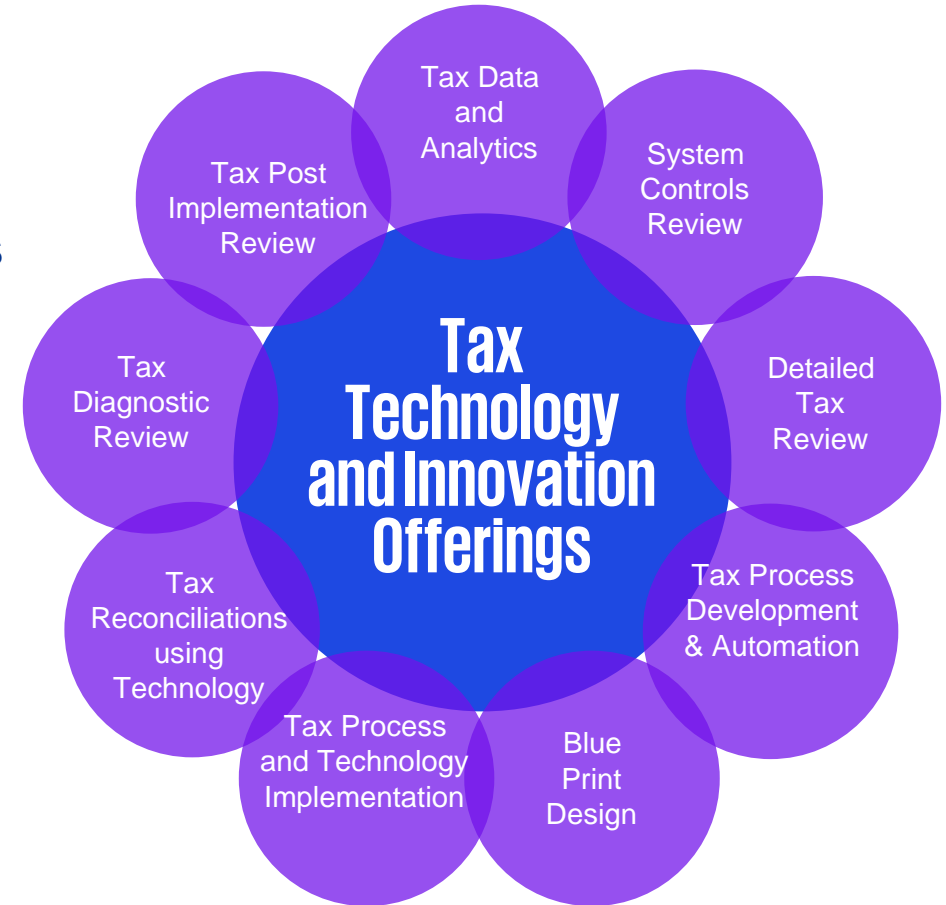 Tax Data
and
Analytics
System
Controls
Review
Detailed
Tax
Review
Tax Process
Development
& Automation
Blue
Print
Design
Tax Process
and Technology
Implementation
Tax
Reconciliations
using
Technology
Tax
Diagnostic
Review
Tax Post
Implementation
Review
Tax
Technology
and Innovation
Offerings